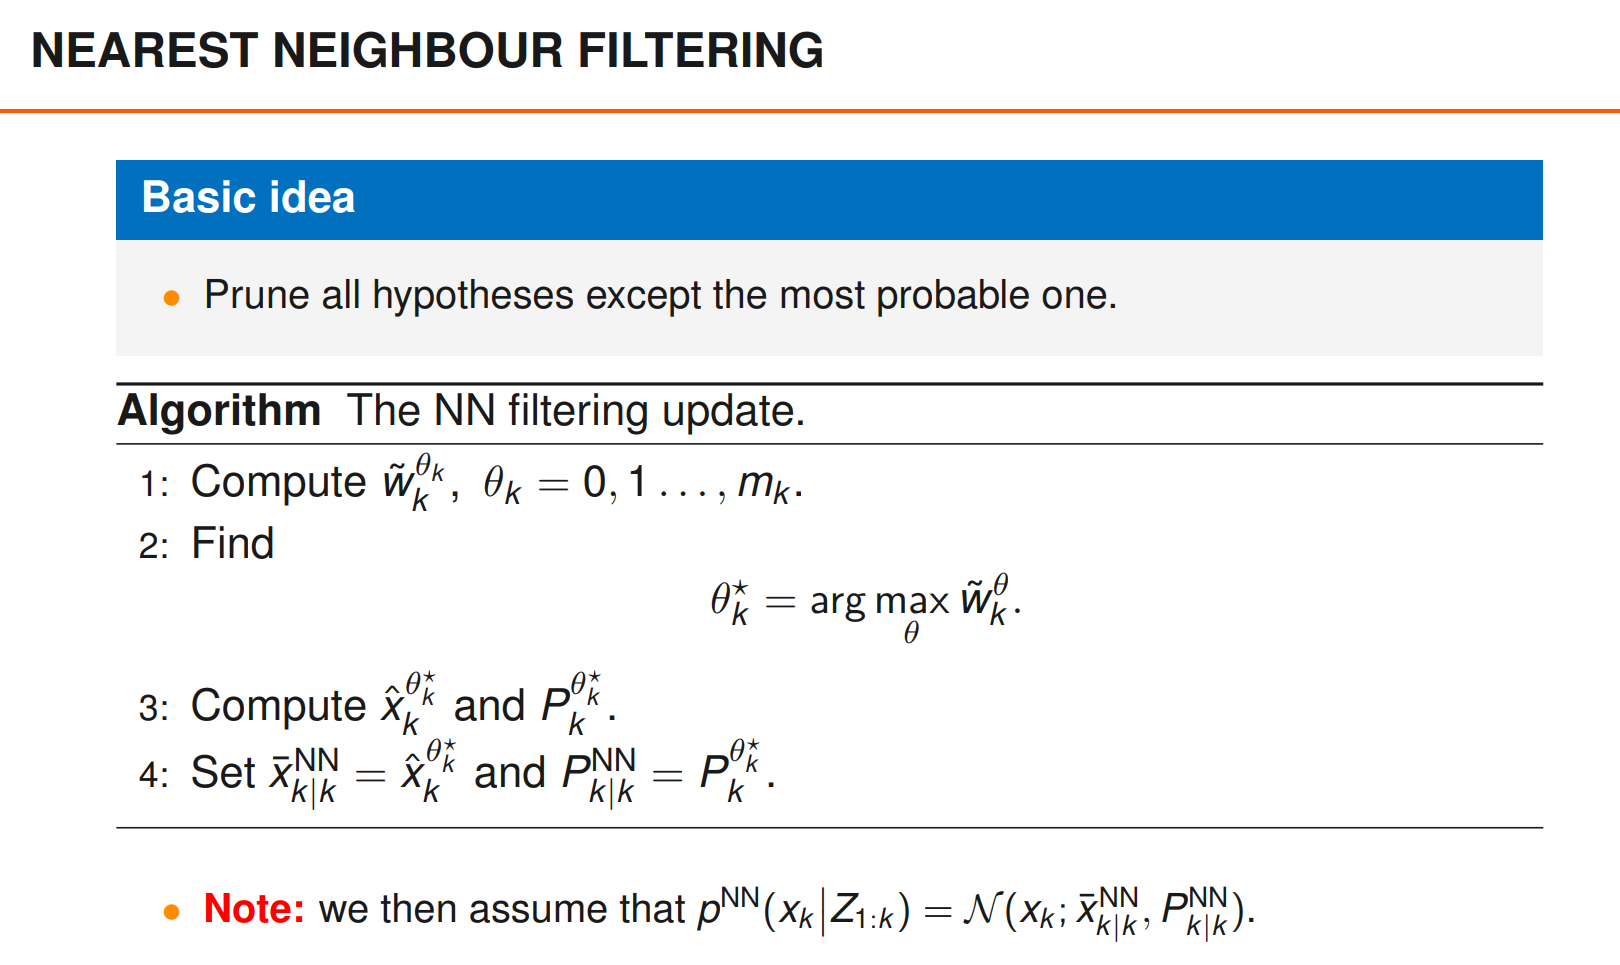 NEAREST NEIGHBOUR FILTERING
Basic idea
• Prune all hypotheses except the most probable one.
Algorithm The NN filtering update.
1: Compute $\tilde{w}_k^{\theta_k}$, $\theta_k = 0, 1 \ldots, m_k$.
2: Find
$\theta_k^\star = \arg\max_\theta \tilde{w}_k^\theta$.
3: Compute $\hat{x}_k^{\theta_k^\star}$ and $P_k^{\theta_k^\star}$.
4: Set $\bar{x}_{k|k}^{\text{NN}} = \hat{x}_k^{\theta_k^\star}$ and $P_{k|k}^{\text{NN}} = P_k^{\theta_k^\star}$.
• Note: we then assume that $p^{\text{NN}}(x_k|Z_{1:k}) = \mathcal{N}(x_k; \bar{x}_{k|k}^{\text{NN}}, P_{k|k}^{\text{NN}})$.